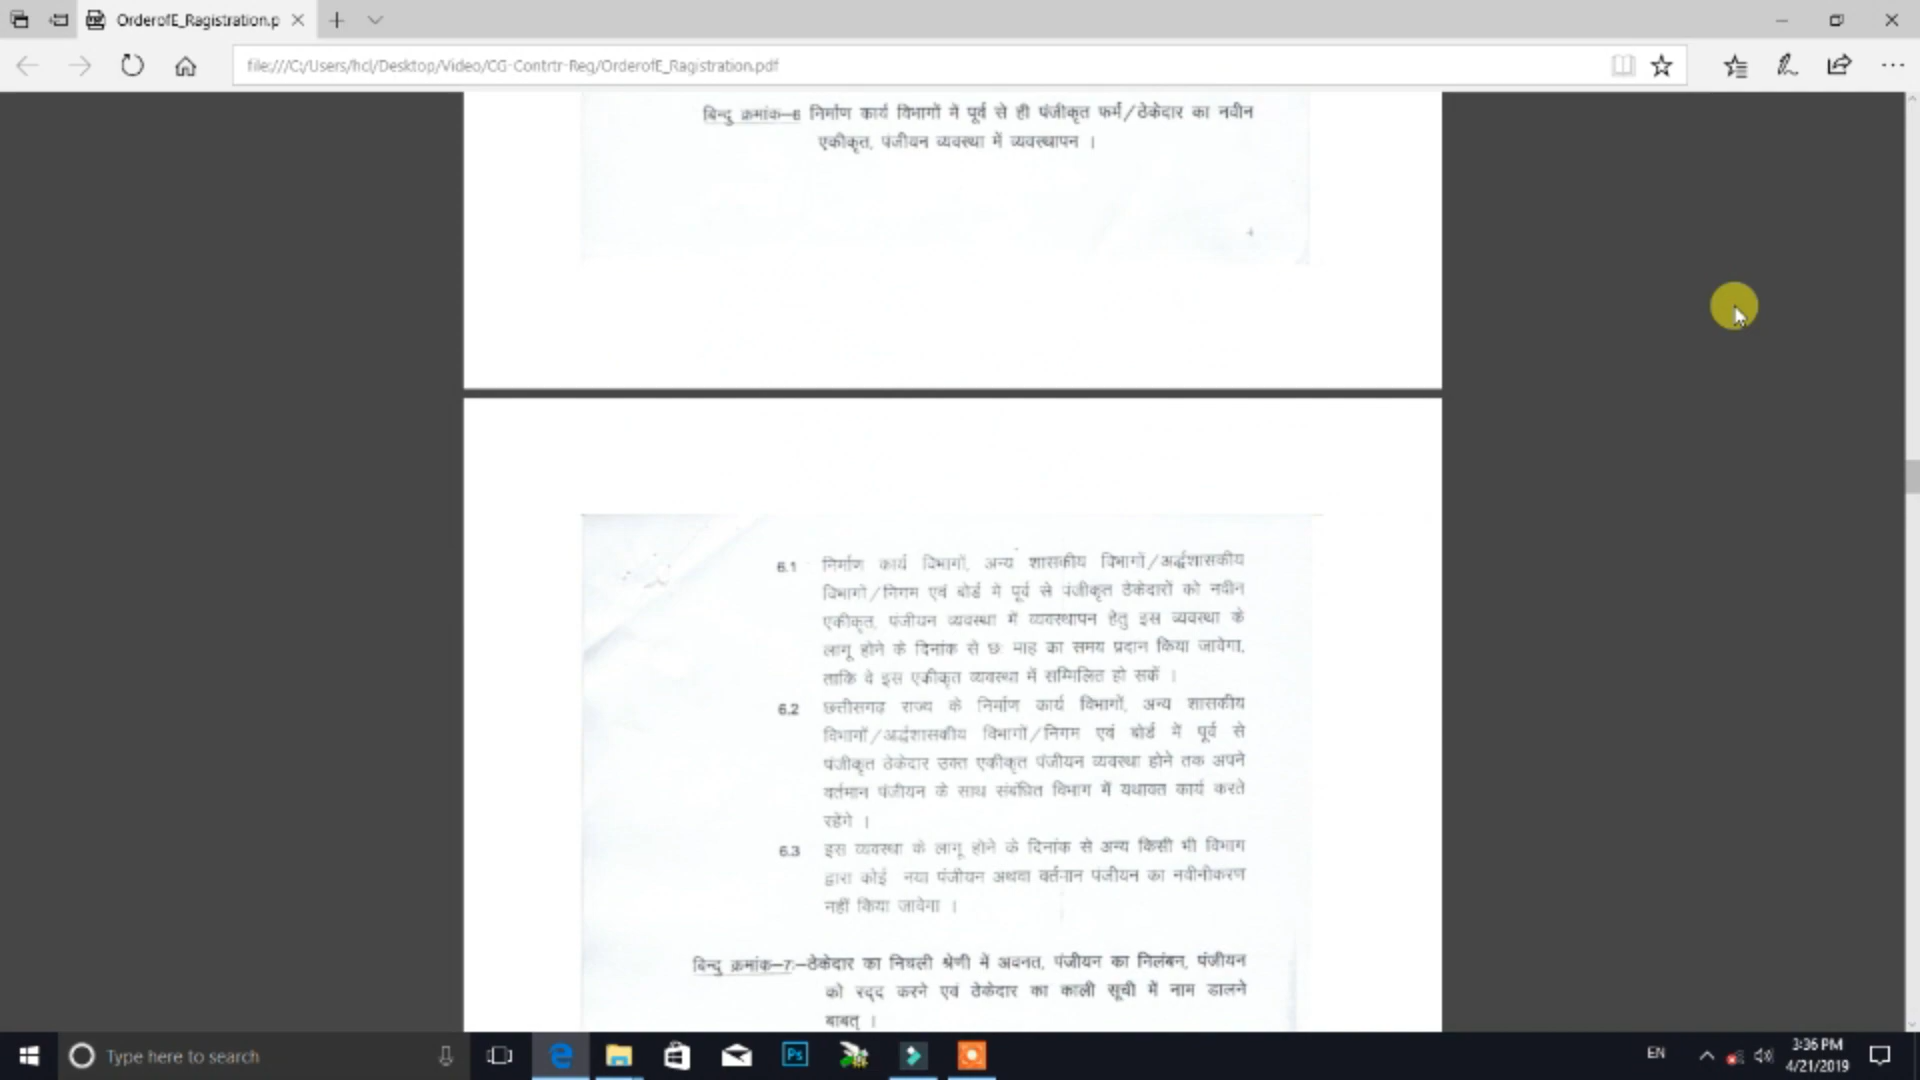 OrderofE_Ragistration.p
file:///C:/Users/hcl/Desktop/Video/CG-Contrtr-Reg/OrderofE_Ragistration.pdf
बिन्दु क्रमांक–6 निर्माण कार्य विभागों में पूर्व से ही पंजीकृत फर्म/ठेकेदार का नवीन
एकीकृत, पंजीयन व्यवस्था में व्यवस्थापन ।
4
6.1 निर्माण कार्य विभागों, अन्य शासकीय विभागों/अर्द्धशासकीय
विभागों/निगम एवं बोर्ड में पूर्व से पंजीकृत ठेकेदारों को नवीन
एकीकृत, पंजीयन व्यवस्था में व्यवस्थापन हेतु इस व्यवस्था के
लागू होने के दिनांक से छः माह का समय प्रदान किया जावेगा,
ताकि वे इस एकीकृत व्यवस्था में सम्मिलित हो सकें ।
6.2 छत्तीसगढ़ राज्य के निर्माण कार्य विभागों, अन्य शासकीय
विभागों/अर्द्धशासकीय विभागों/निगम एवं बोर्ड में पूर्व से
पंजीकृत ठेकेदार उक्त एकीकृत पंजीयन व्यवस्था होने तक अपने
वर्तमान पंजीयन के साथ संबंधित विभाग में यथावत कार्य करते
रहेंगे ।
6.3 इस व्यवस्था के लागू होने के दिनांक से अन्य किसी भी विभाग
द्वारा कोई नया पंजीयन अथवा वर्तमान पंजीयन का नवीनीकरण
नहीं किया जावेगा ।
बिन्दु क्रमांक–7:–ठेकेदार का निचली श्रेणी में अवनत, पंजीयन का निलंबन, पंजीयन
को रद्द करने एवं ठेकेदार का काली सूची में नाम डालने
बाबत् ।
Type here to search
Ps
EN
3:36 PM
4/21/2019